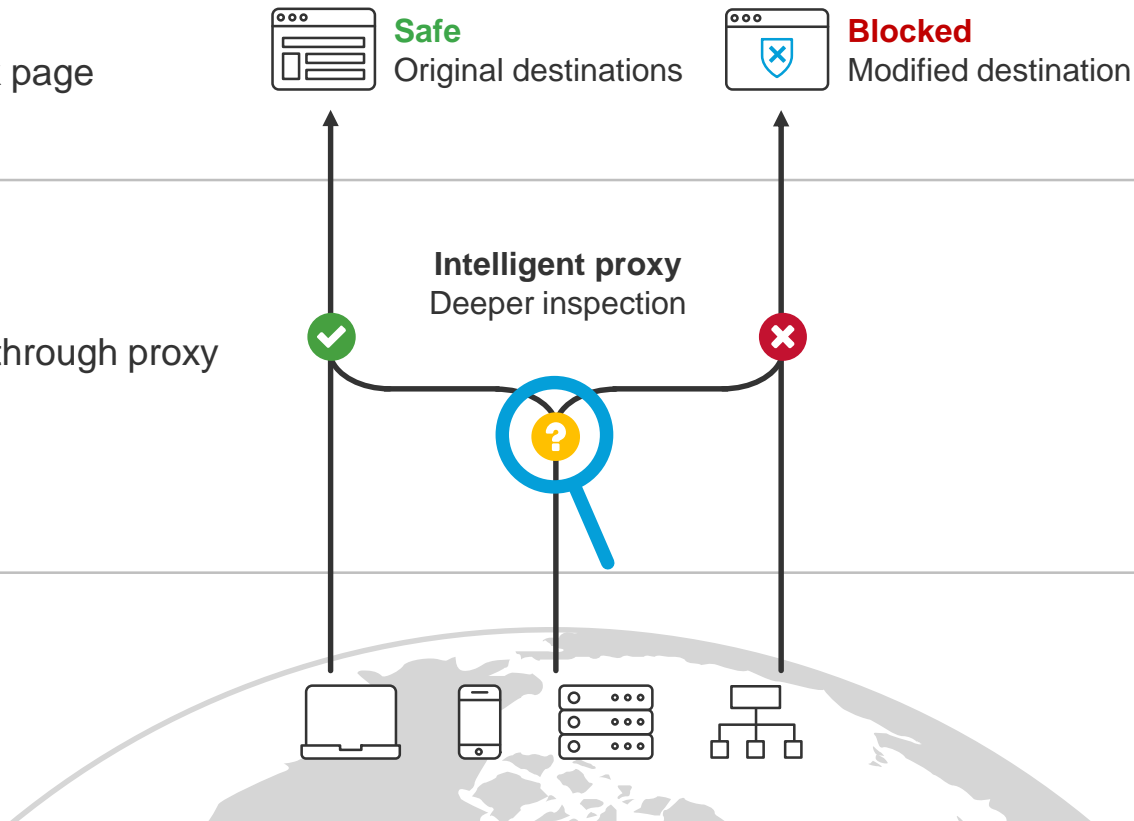 Safe
Original destinations
Blocked
Modified destination
page
Intelligent proxy
Deeper inspection
through proxy
?